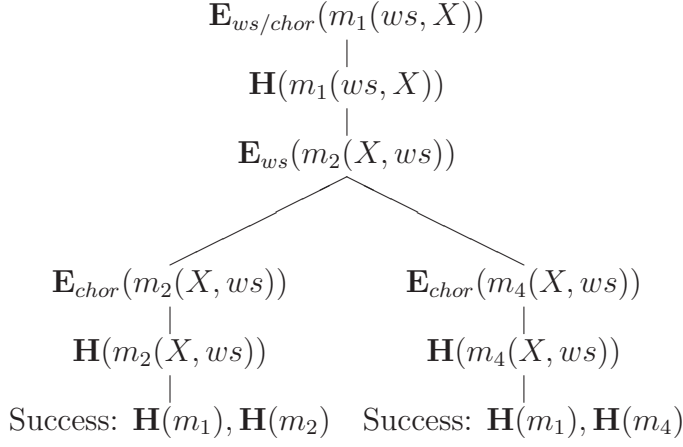 E_{ws/chor}(m_1(ws, X))
H(m_1(ws, X))
E_{ws}(m_2(X, ws))
E_{chor}(m_2(X, ws)) E_{chor}(m_4(X, ws))
H(m_2(X, ws)) H(m_4(X, ws))
Success: H(m_1), H(m_2) Success: H(m_1), H(m_4)